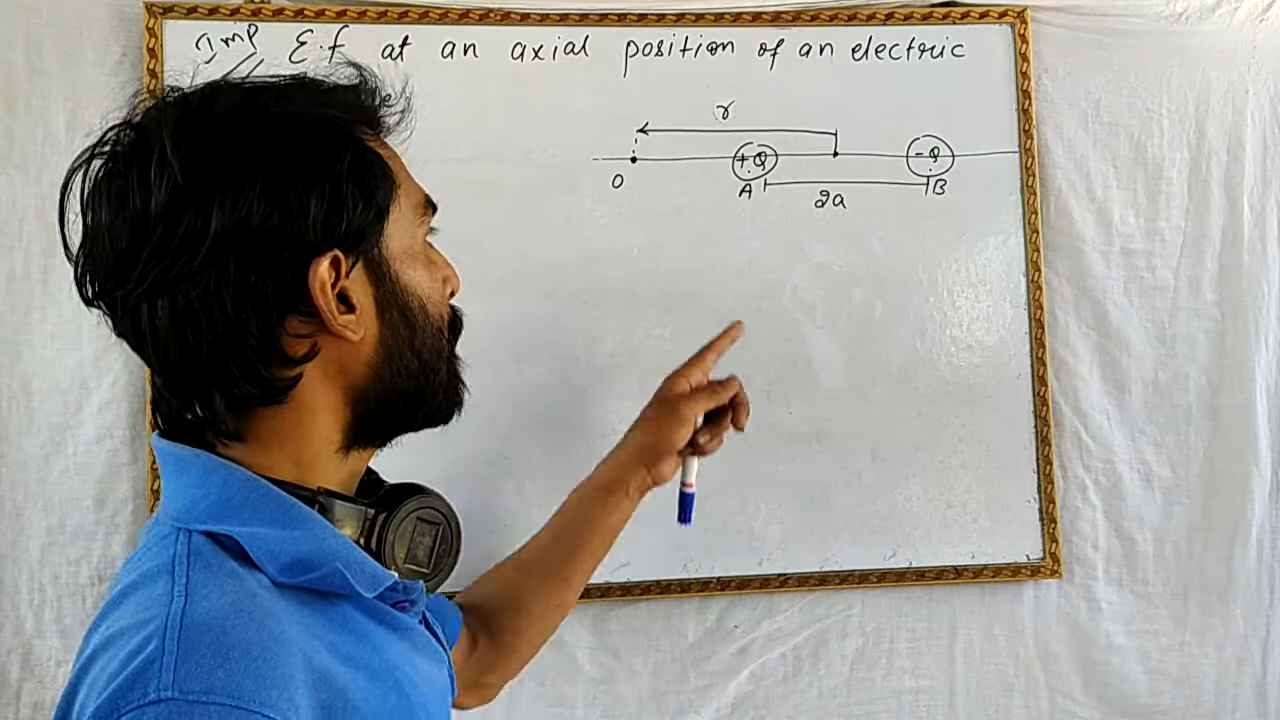 Imp E.f at an axial position of an electric
r
+Q -Q
O A B
2a